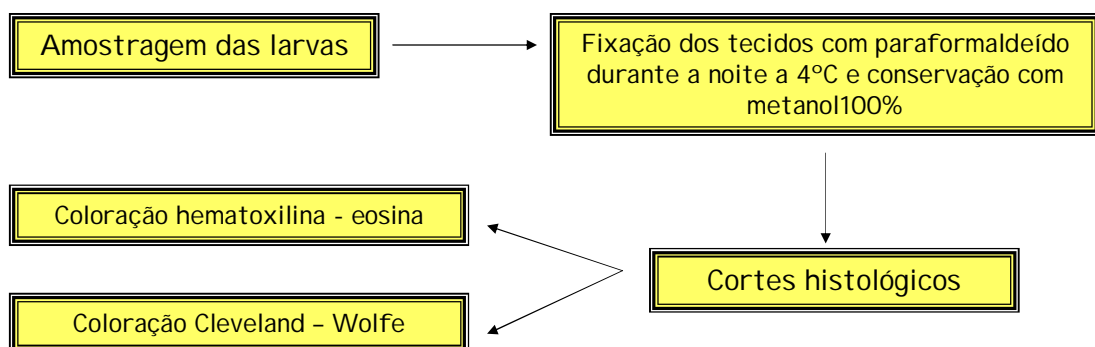 Amostragem das larvas
Fixação dos tecidos com paraformaldeído
durante a noite a 4ºC e conservação com
metanol100%
Coloração hematoxilina - eosina
Cortes histológicos
Coloração Cleveland – Wolfe